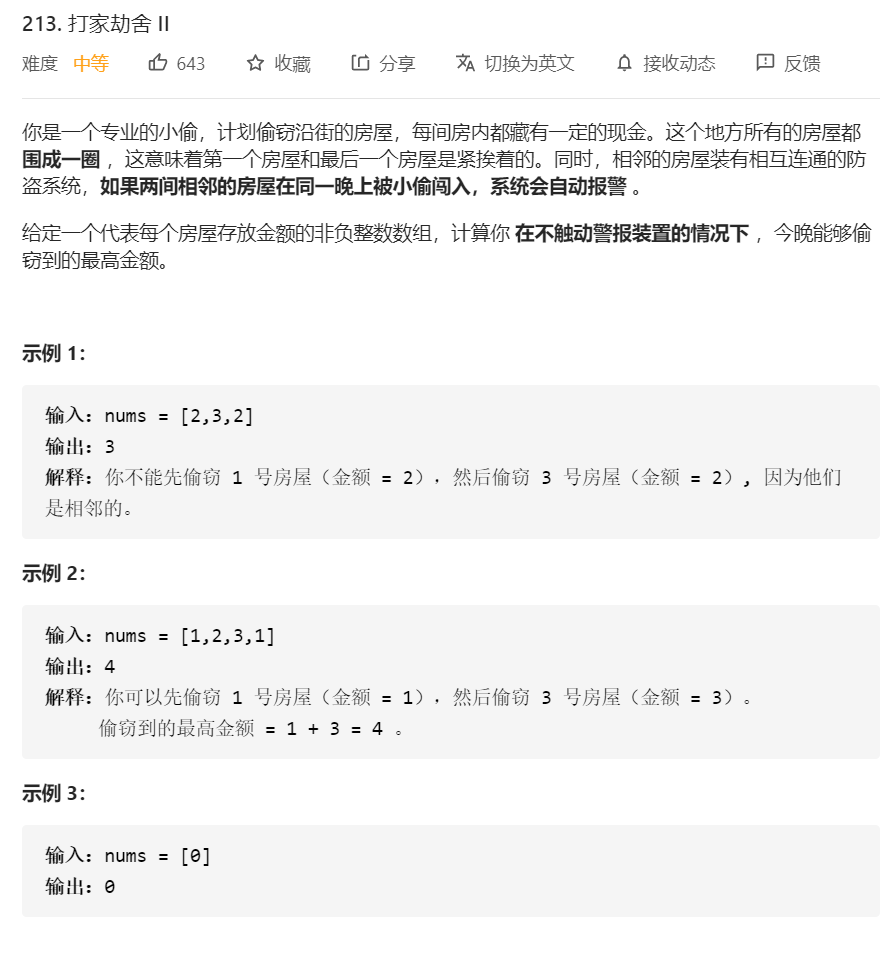 213. 打家劫舍 II
难度 中等 643 收藏 分享 切换为英文 接收动态 反馈
你是一个专业的小偷，计划偷窃沿街的房屋，每间房内都藏有一定的现金。这个地方所有的房屋都
围成一圈 ，这意味着第一个房屋和最后一个房屋是紧挨着的。同时，相邻的房屋装有相互连通的防
盗系统，如果两间相邻的房屋在同一晚上被小偷闯入，系统会自动报警 。
给定一个代表每个房屋存放金额的非负整数数组，计算你 在不触动警报装置的情况下 ，今晚能够偷
窃到的最高金额。
示例 1：
输入：nums = [2,3,2]
输出：3
解释：你不能先偷窃 1 号房屋（金额 = 2），然后偷窃 3 号房屋（金额 = 2）, 因为他们
是相邻的。
示例 2：
输入：nums = [1,2,3,1]
输出：4
解释：你可以先偷窃 1 号房屋（金额 = 1），然后偷窃 3 号房屋（金额 = 3）。
偷窃到的最高金额 = 1 + 3 = 4 。
示例 3：
输入：nums = [0]
输出：0